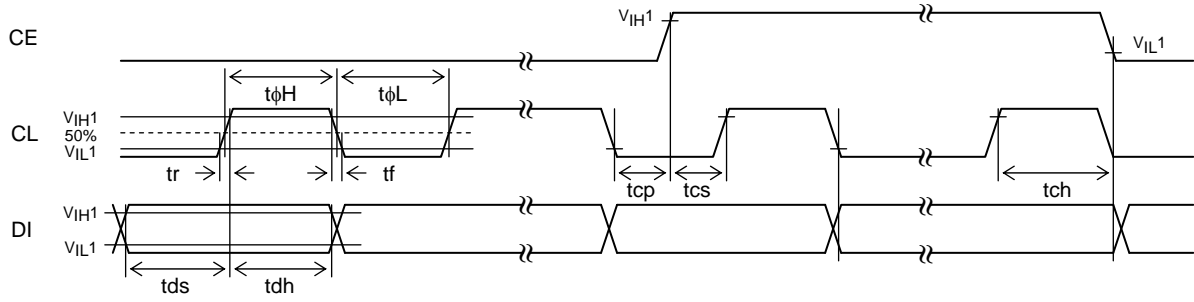 CE
VIH1
VIL1
tϕH
tϕL
CL
VIH1
50%
VIL1
tr
tf
tcp
tcs
tch
DI
VIH1
VIL1
tds
tdh